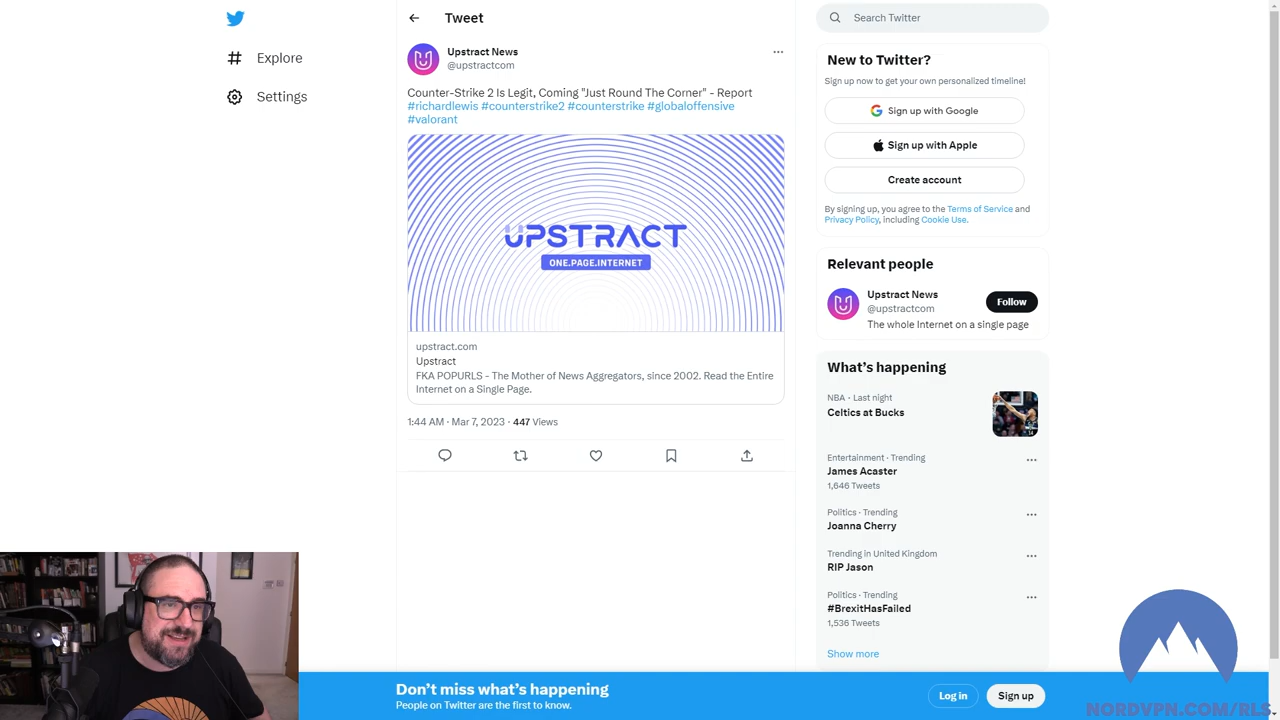 Explore
Settings
Tweet
Upstract News
@upstractcom
Counter-Strike 2 Is Legit, Coming "Just Round The Corner" - Report
#richardlewis #counterstrike2 #counterstrike #globaloffensive
#valorant
UPSTRACT
ONE.PAGE.INTERNET
upstract.com
Upstract
FKA POPURLS - The Mother of News Aggregators, since 2002. Read the Entire
Internet on a Single Page.
1:44 AM · Mar 7, 2023 · 447 Views
Search Twitter
New to Twitter?
Sign up now to get your own personalized timeline!
Sign up with Google
Sign up with Apple
Create account
By signing up, you agree to the Terms of Service and
Privacy Policy, including Cookie Use.
Relevant people
Upstract News
@upstractcom
Follow
The whole Internet on a single page
What's happening
NBA · Last night
Celtics at Bucks
Entertainment · Trending
James Acaster
1,646 Tweets
Politics · Trending
Joanna Cherry
Trending in United Kingdom
RIP Jason
Politics · Trending
#BrexitHasFailed
1,536 Tweets
Show more
Don't miss what's happening
People on Twitter are the first to know.
Log in
Sign up
NORDVPN.COM/RLS